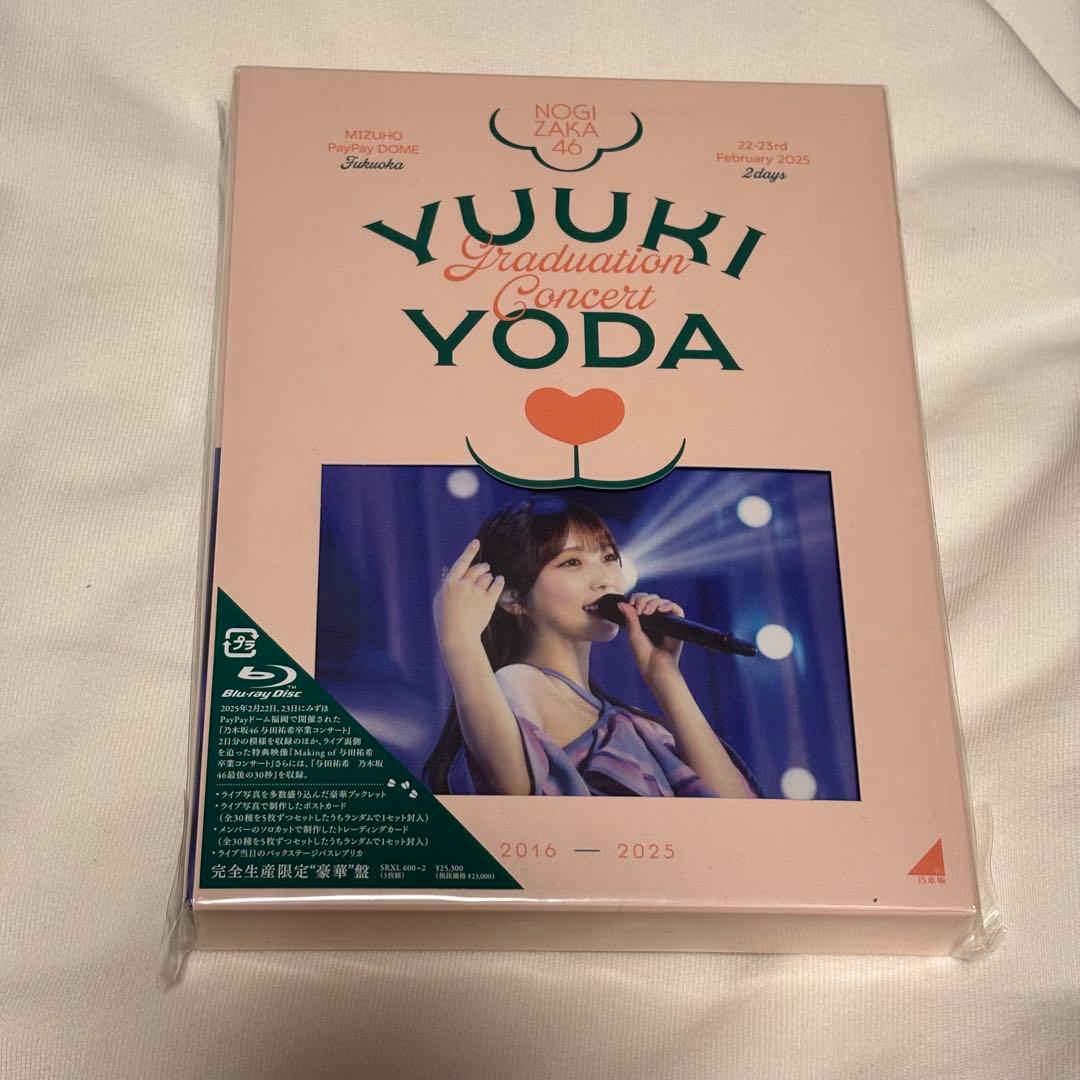 NOGI
ZAKA
46
MIZUHO
PayPay DOME
Fukuoka
22-23rd
February 2025
2days
YUUKI
Graduation
Concert
YODA
プラ
Blu-ray Disc™
2025年2月22日、23日にみずほ
PayPayドーム福岡で開催された
「乃木坂46 与田祐希卒業コンサート」
2日分の模様を収録のほか、ライブ裏側
を迫った特典映像「Making of 与田祐希
卒業コンサート」さらには、「与田祐希 乃木坂
46最後の30秒」を収録。
・ライブ写真を多数盛り込んだ豪華ブックレット
・ライブ写真で制作したポストカード
(全30種を5枚ずつセットしたうちランダムで1セット封入)
・メンバーのソロカットで制作したトレーディングカード
(全30種を5枚ずつセットしたうちランダムで1セット封入)
・ライブ当日のバックステージパスレプリカ
完全生産限定"豪華"盤
SRXL 600~2
(3枚組)
¥25,300
(税抜価格 ¥23,000)
2016 — 2025
乃木坂
46